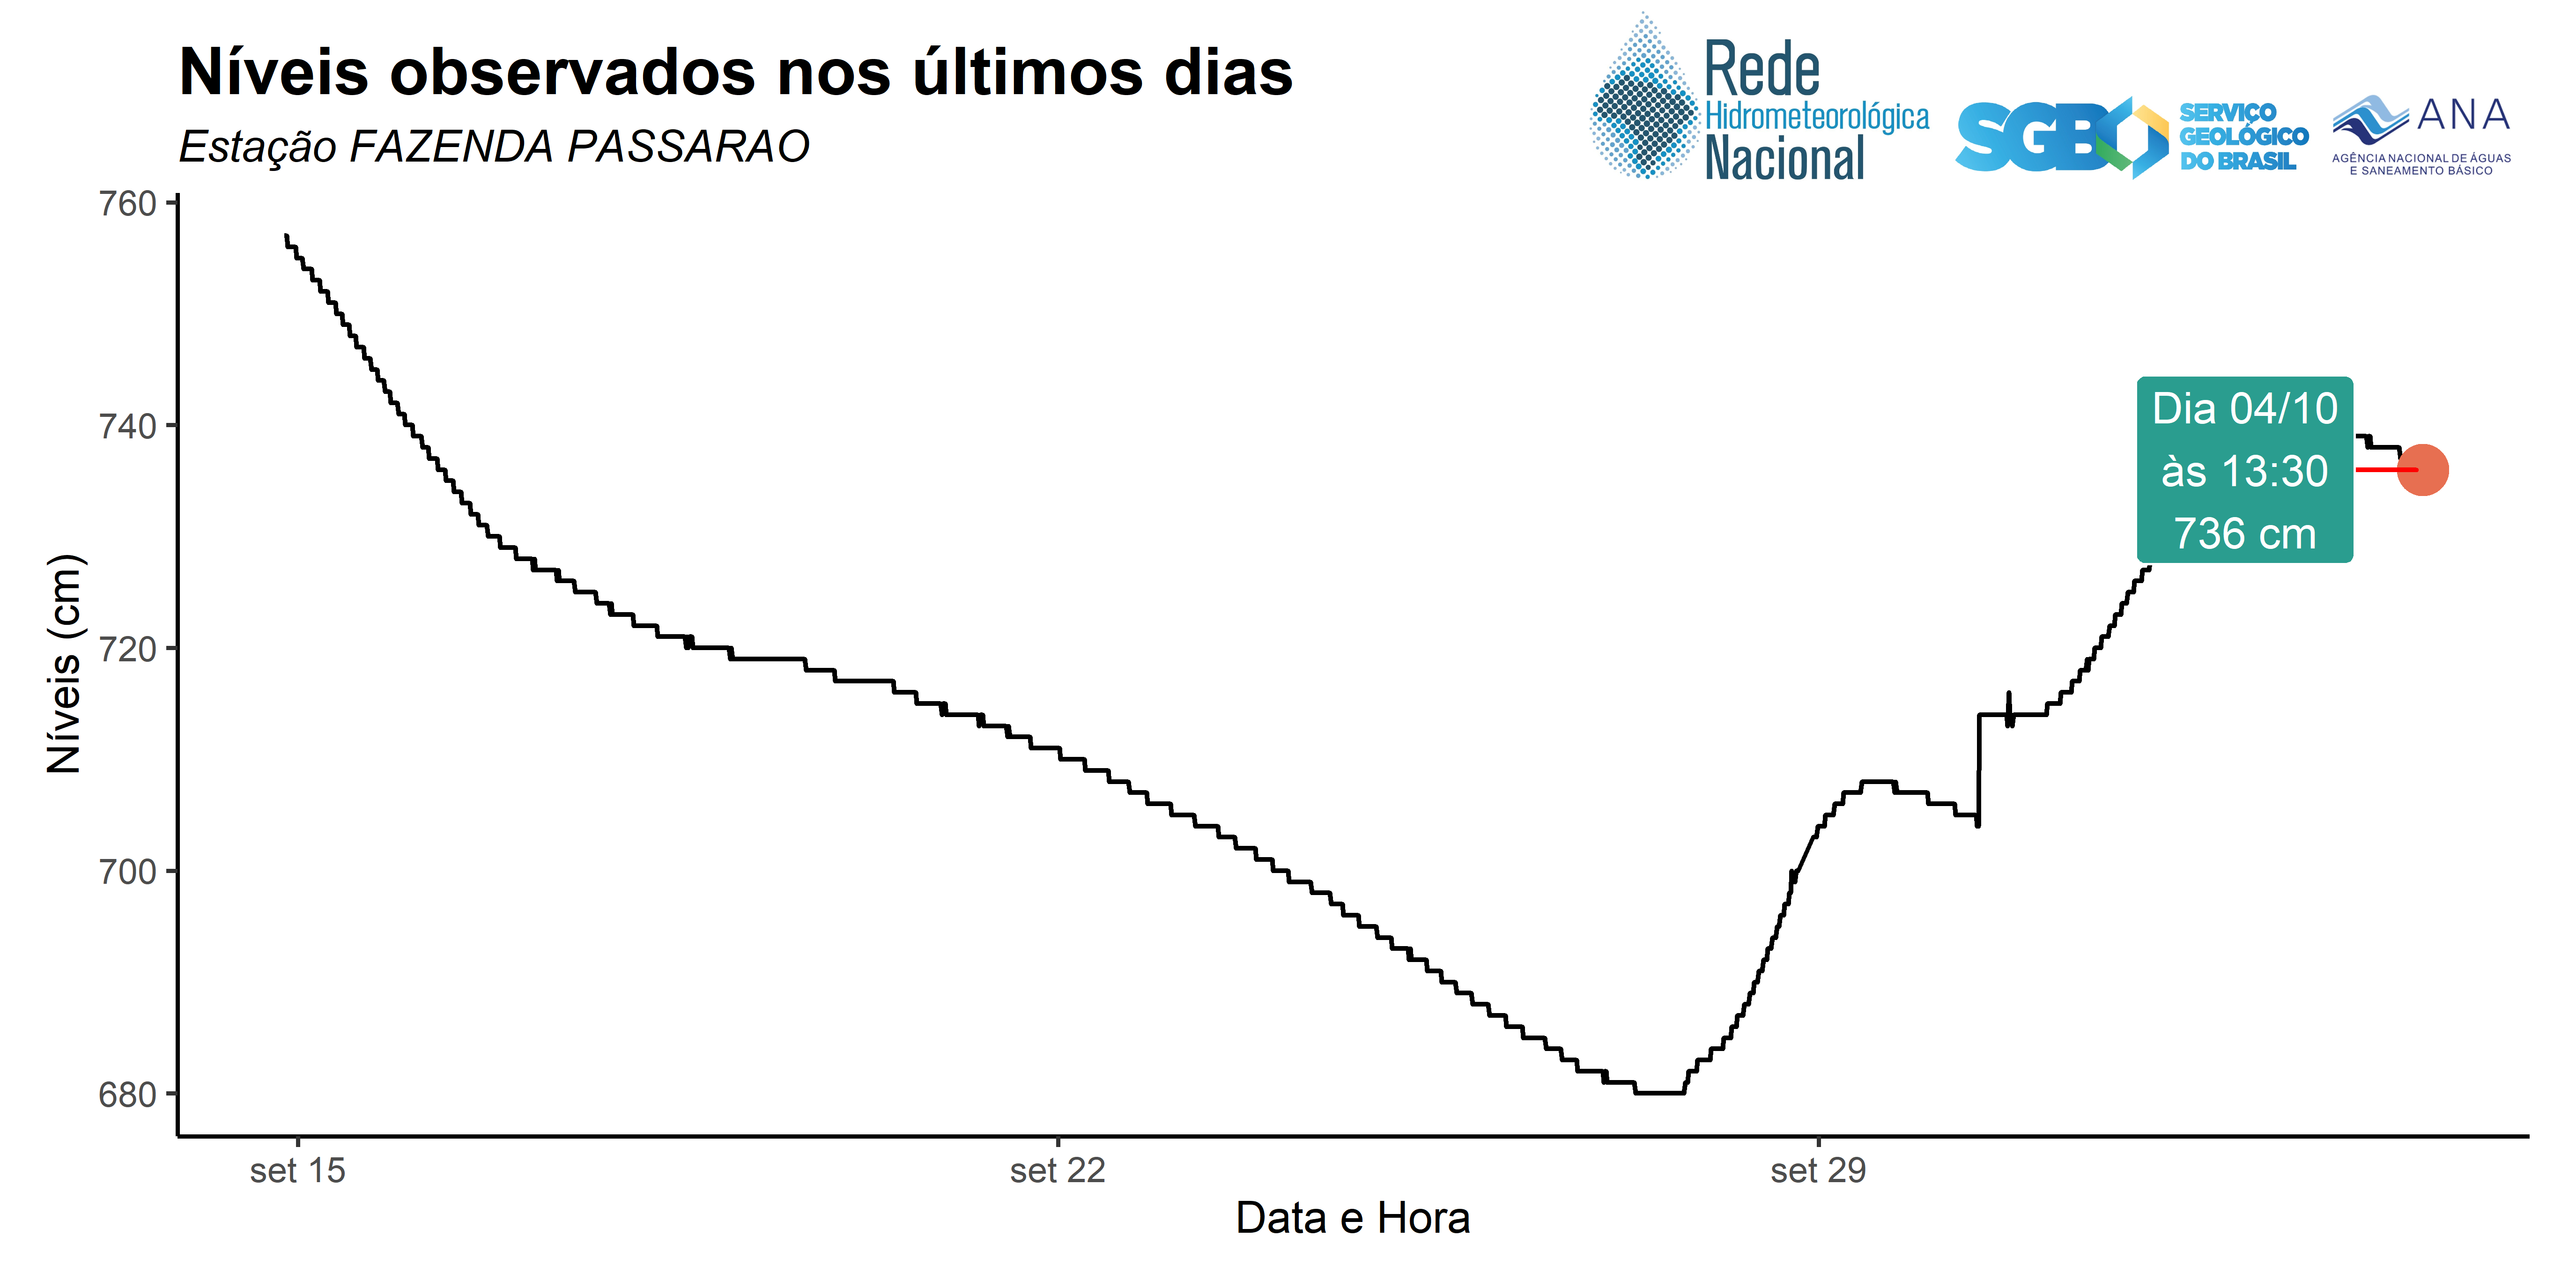 Níveis observados nos últimos dias
Estação FAZENDA PASSARAO
Rede
Hidrometeorológica
Nacional
SGB
SERVIÇO
GEOLÓGICO
DO BRASIL
ANA
AGÊNCIA NACIONAL DE ÁGUAS
E SANEAMENTO BÁSICO
Níveis (cm)
760
740
720
700
680
Dia 04/10
às 13:30
736 cm
set 15
set 22
set 29
Data e Hora